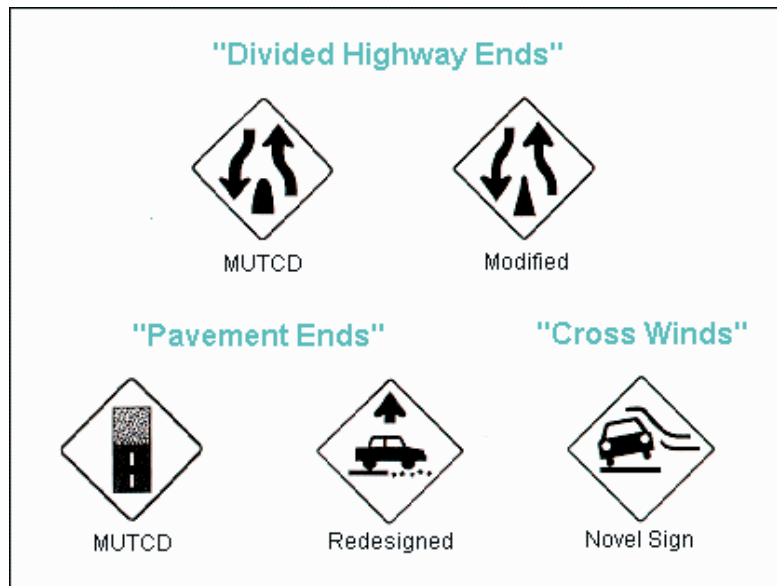 "Divided Highway Ends"
MUTCD
Modified
"Pavement Ends"
"Cross Winds"
MUTCD
Redesigned
Novel Sign